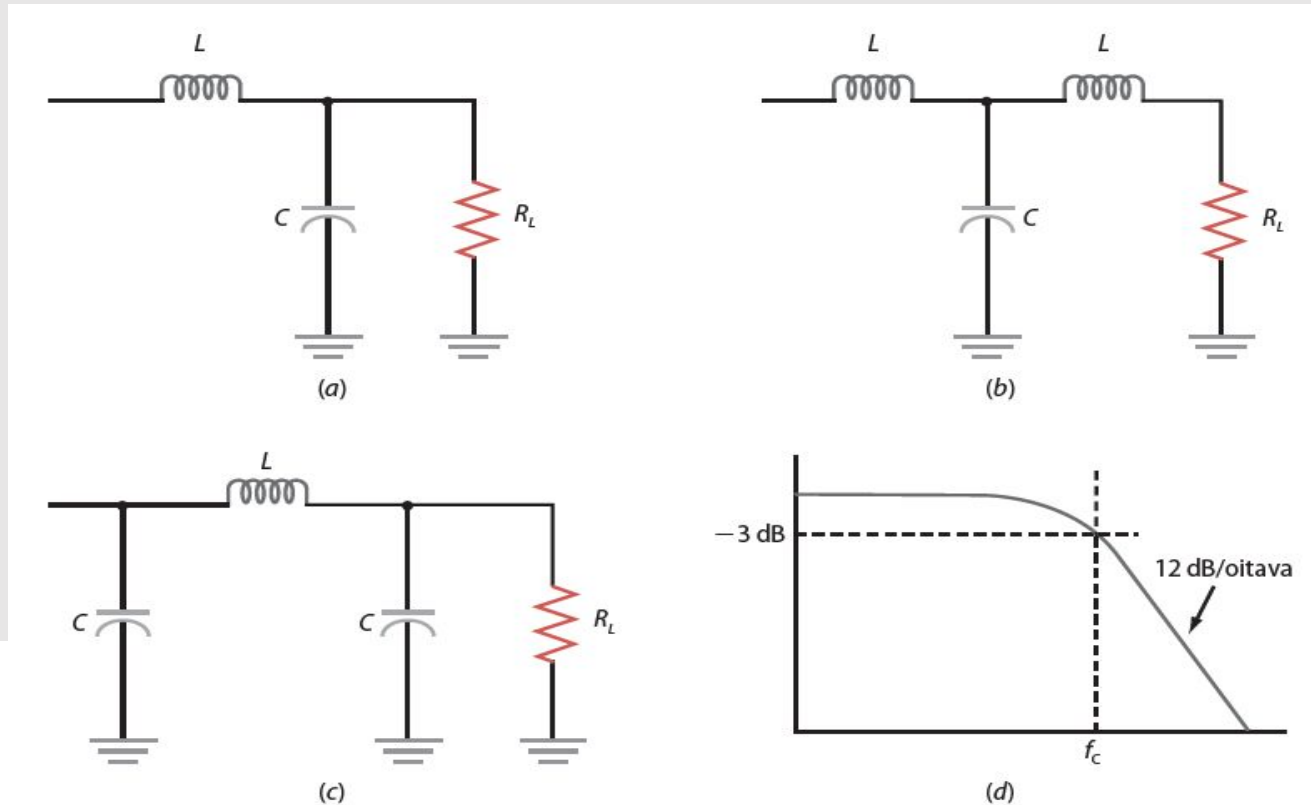 L
C
R_L
(a)
L L
C
R_L
(b)
L
C
C
R_L
(c)
−3 dB
12 dB/oitava
f_c
(d)